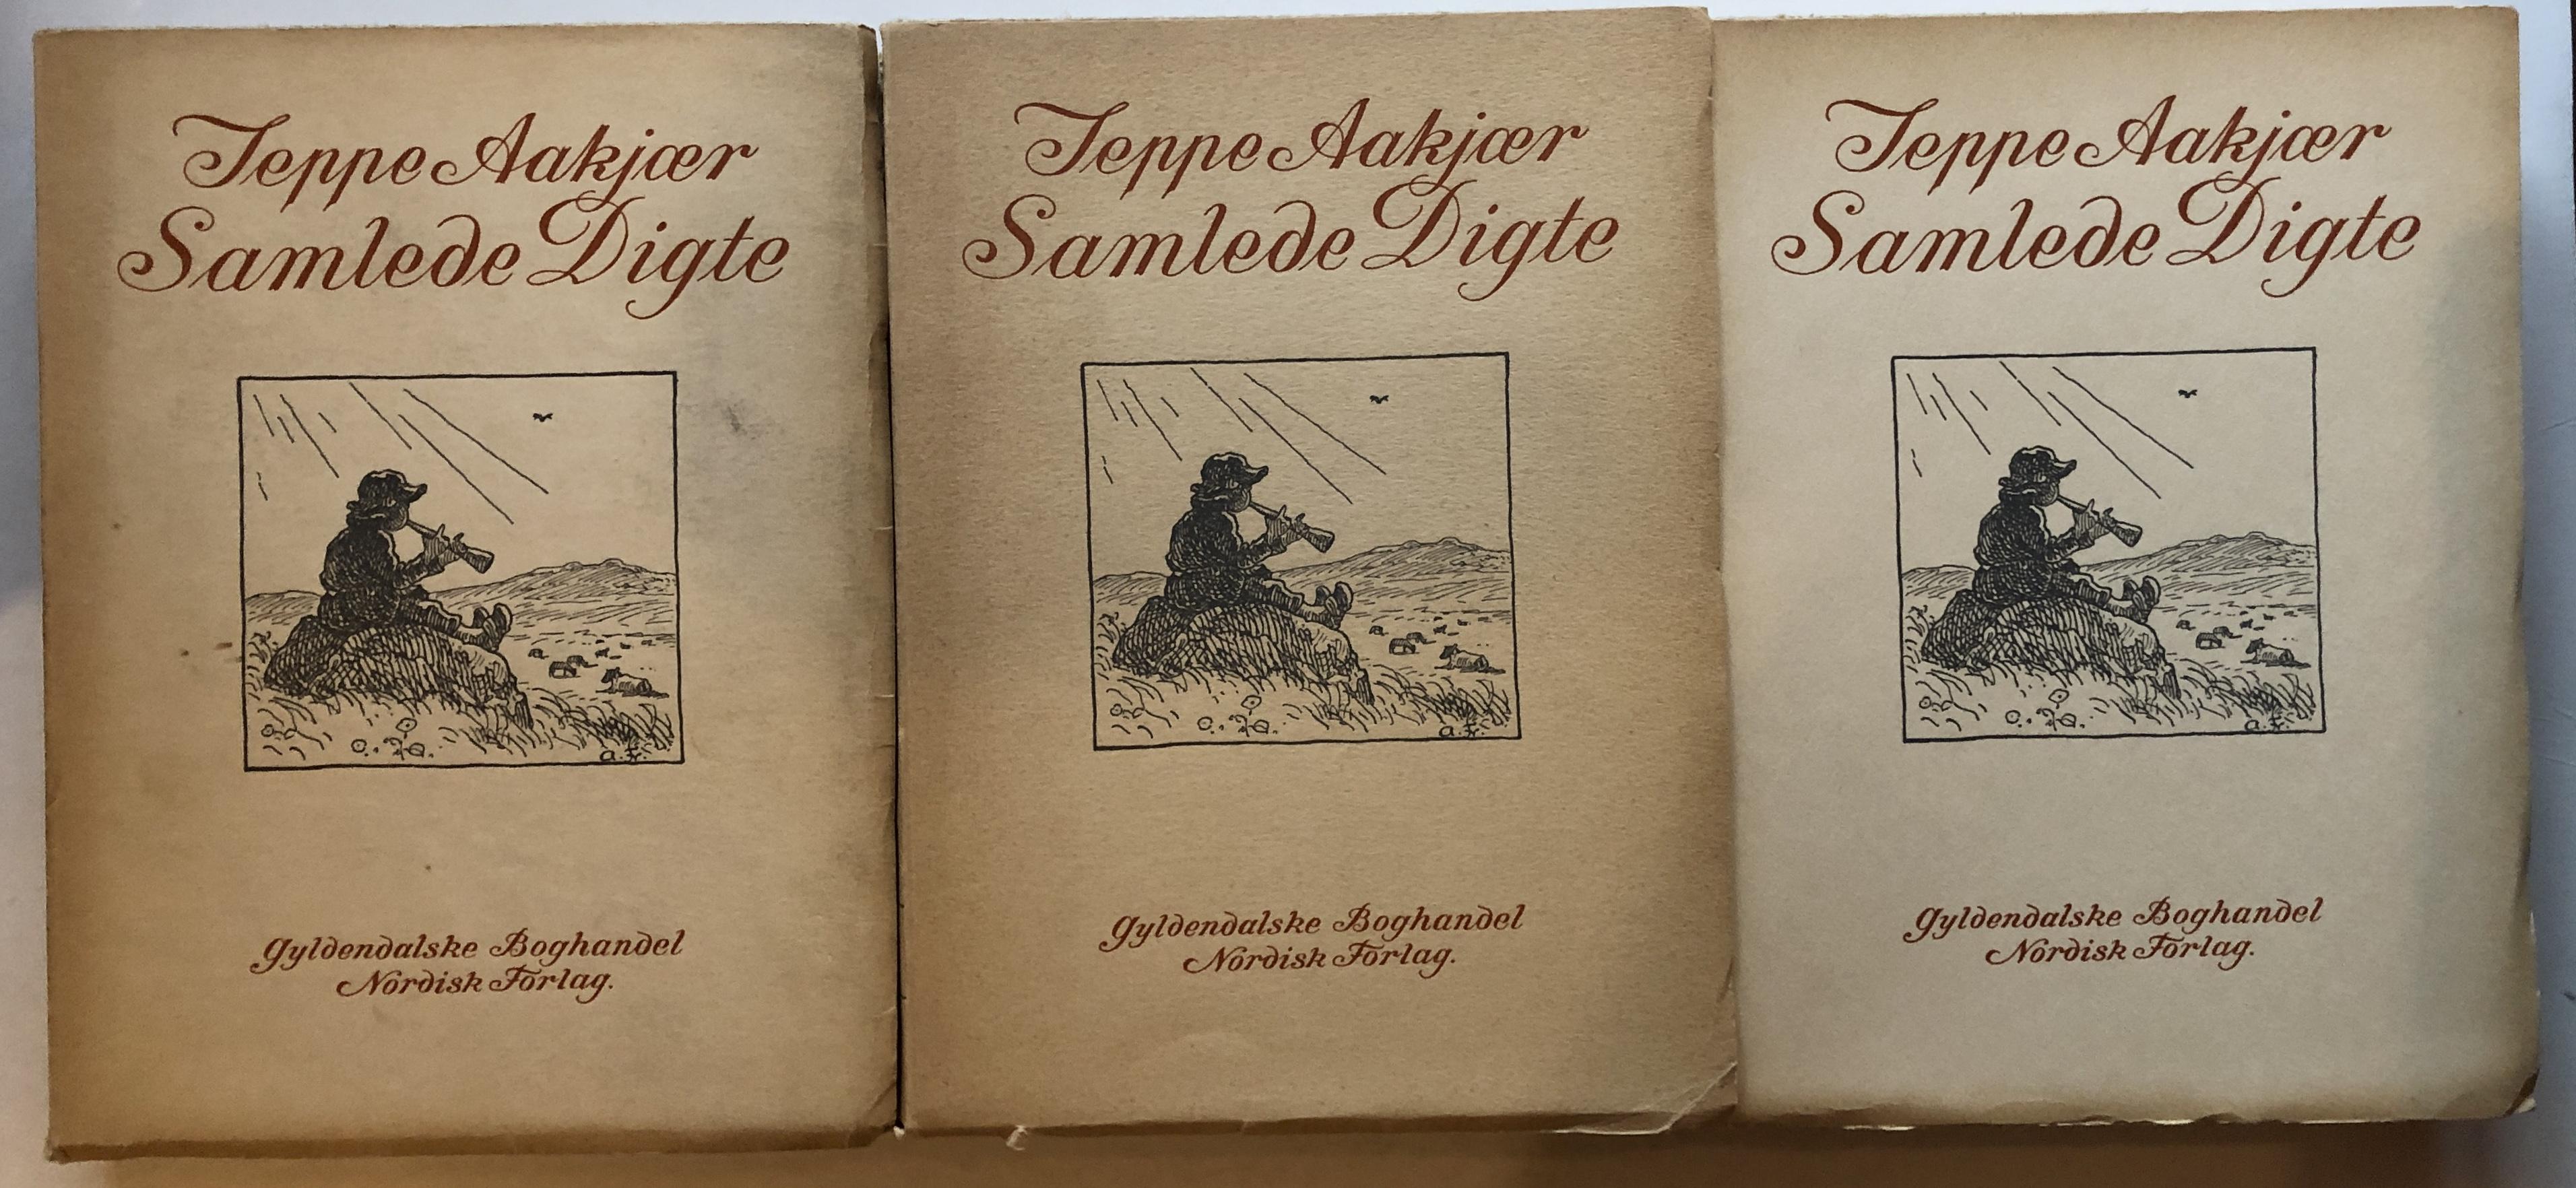 Jeppe Aakjær
Samlede Digte
a.f.
Gyldendalske Boghandel
Nordisk Forlag.
Jeppe Aakjær
Samlede Digte
a.f.
Gyldendalske Boghandel
Nordisk Forlag.
Jeppe Aakjær
Samlede Digte
a.f.
Gyldendalske Boghandel
Nordisk Forlag.